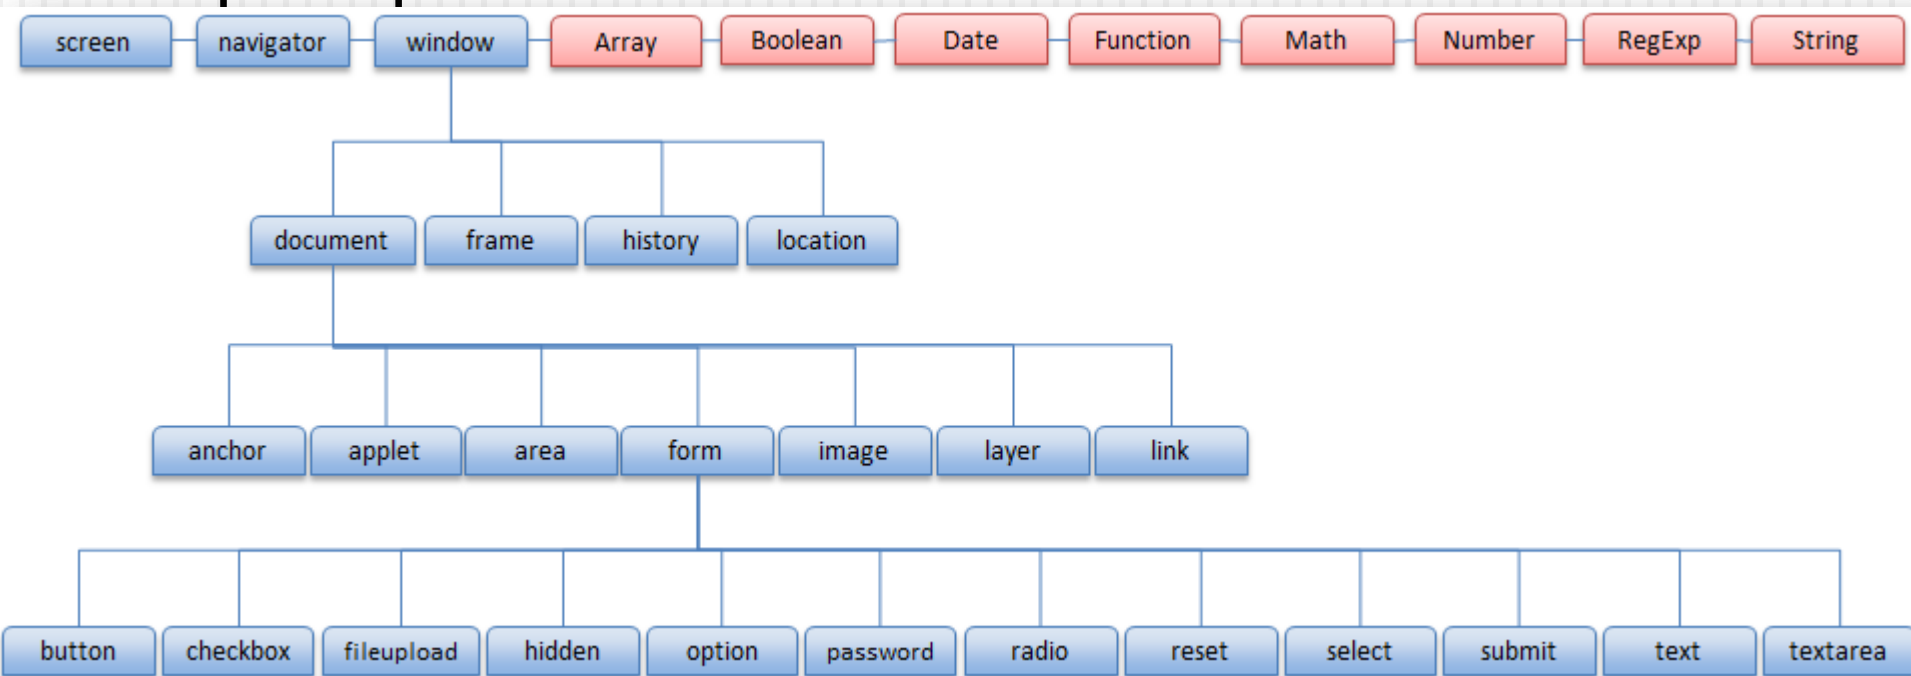 screen navigator window Array Boolean Date Function Math Number RegExp String
document frame history location
anchor applet area form image layer link
button checkbox fileupload hidden option password radio reset select submit text textarea